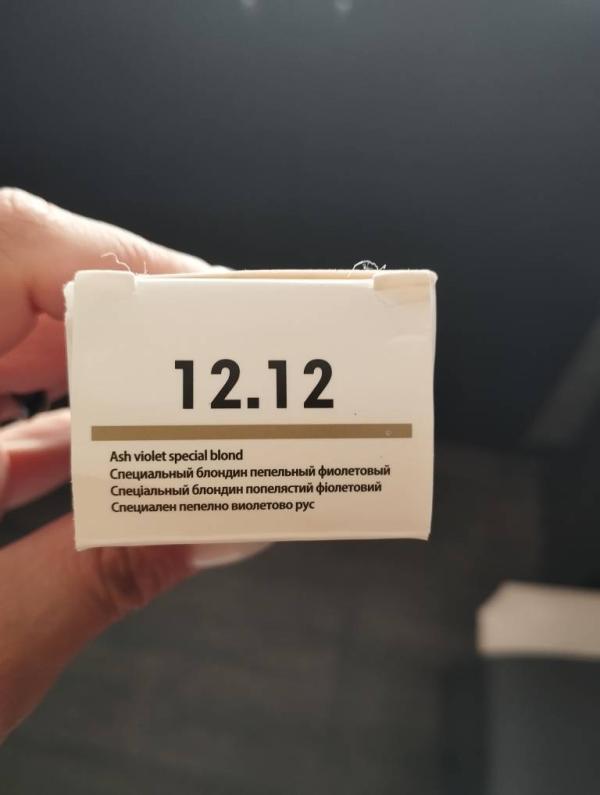 12.12
Ash violet special blond
Специальный блондин пепельный фиолетовый
Спеціальный блондин попелястий фіолетовий
Специален пепелно виолетово рус